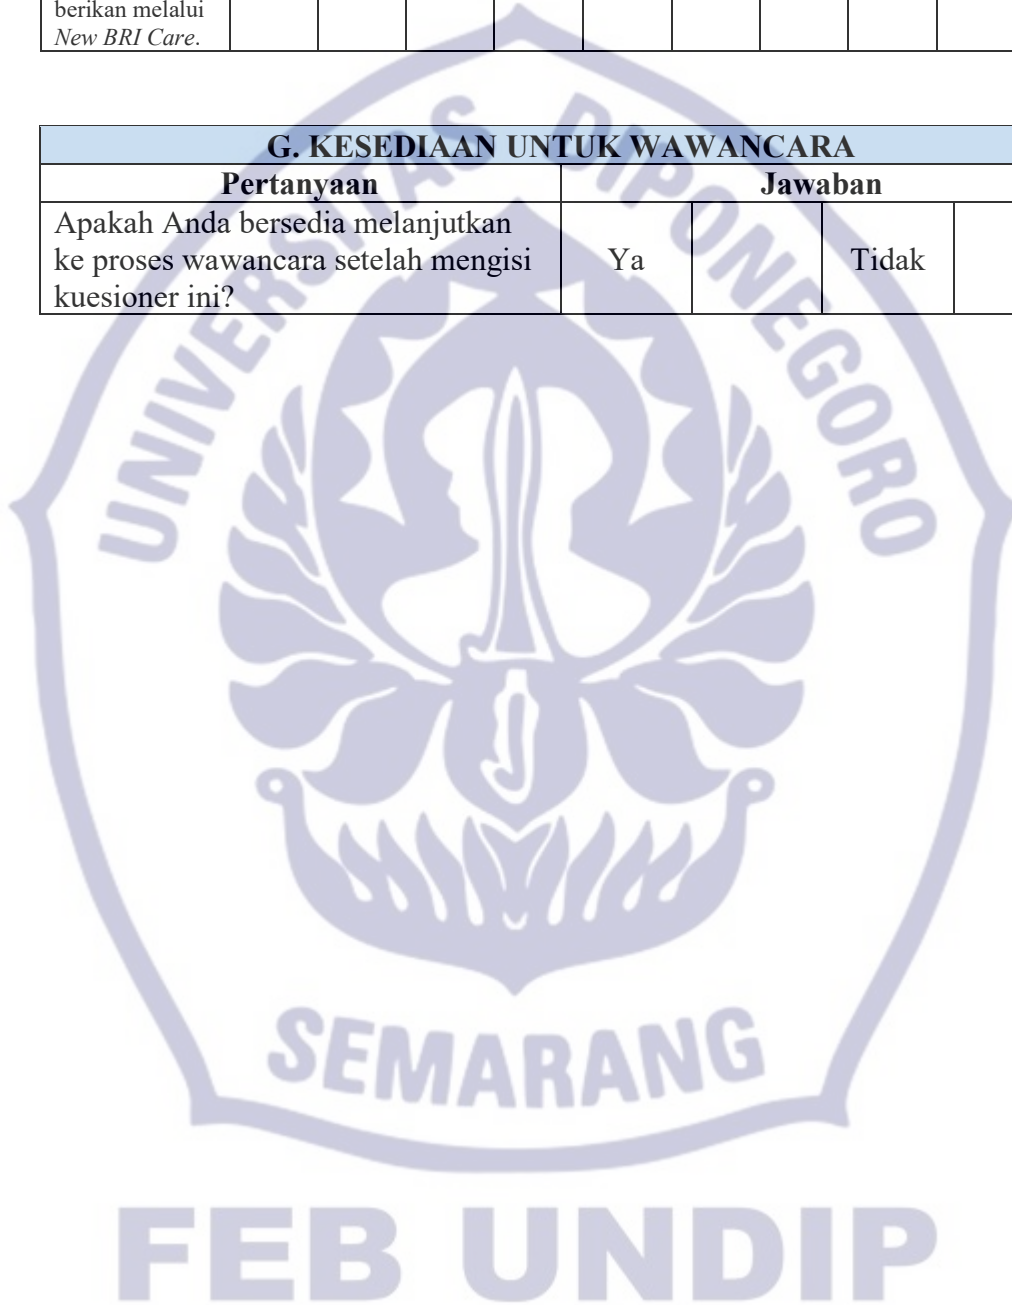 berikan melalui
New BRI Care.
G. KESEDIAAN UNTUK WAWANCARA
Pertanyaan Jawaban
Apakah Anda bersedia melanjutkan
ke proses wawancara setelah mengisi
kuesioner ini?
Ya Tidak
UNIVERSITAS DIPONEGORO
SEMARANG
FEB UNDIP